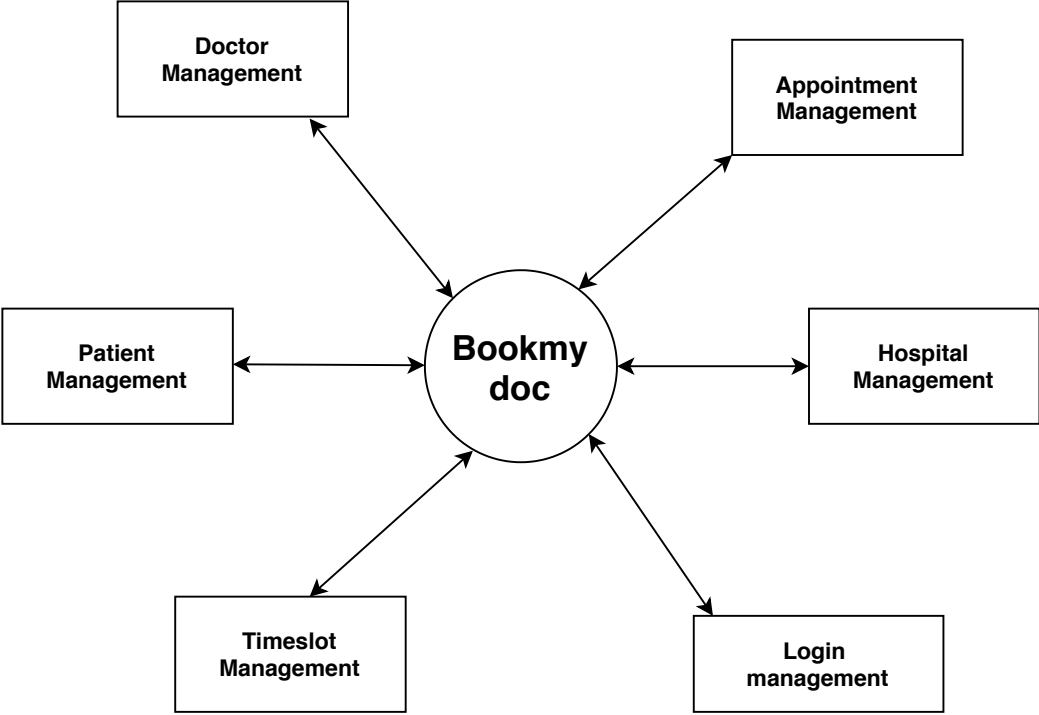 Doctor
Management
Appointment
Management
Bookmy
doc
Patient
Management
Hospital
Management
Timeslot
Management
Login
management